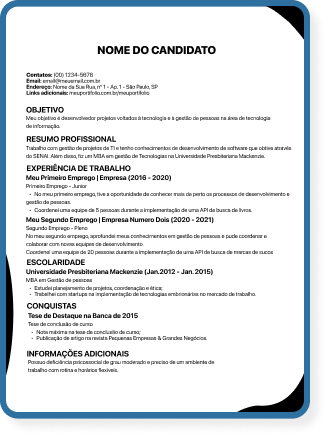 NOME DO CANDIDATO
Contatos: (00) 1234-5678
Email: email@meuemail.com.br
Endereço: Nome da Sua Rua, nº 1 - Ap. 1 - São Paulo, SP
Links adicionais: meuportifolio.com.br/meuportifolio
OBJETIVO
Meu objetivo é desenvolver projetos voltados à tecnologia e à gestão de pessoas na área de tecnologia
de informação.
RESUMO PROFISSIONAL
Trabalho com gestão de projetos de TI e tenho conhecimentos de desenvolvimento de software que obtive através
do SENAI. Além disso, fiz um MBA em gestão de Tecnologias na Universidade Presbiteriana Mackenzie.
EXPERIÊNCIA DE TRABALHO
Meu Primeiro Emprego | Empresa (2016 - 2020)
Primeiro Emprego - Junior
• No meu primeiro emprego, tive a oportunidade de conhecer mais de perto os processos de desenvolvimento e
gestão de pessoas.
• Coordenei uma equipe de 5 pessoas durante a implementação de uma API de busca de livros.
Meu Segundo Emprego | Empresa Numero Dois (2020 - 2021)
Segundo Emprego - Pleno
No meu segundo emprego, aprofundei meus conhecimentos em gestão de pessoas e pude coordenar e
colaborar com novas equipes de desenvolvimento.
Coordenei uma equipe de 20 pessoas durante a implementação de uma API de busca de marcas de sucos
ESCOLARIDADE
Universidade Presbiteriana Mackenzie (Jan.2012 - Jan. 2015)
MBA em Gestão de pessoas
• Estudei planejamento de projetos, coordenação e ética;
• Trabalhei com startups na implementação de tecnologias embrionárias no mercado de trabalho.
CONQUISTAS
Tese de Destaque na Banca de 2015
Tese de conclusão de curso
• Nota máxima na tese de conclusão de curso;
• Publicação de artigo na revista Pequenas Empresas & Grandes Negócios.
INFORMAÇÕES ADICIONAIS
Possuo deficiência psicossocial de grau moderado e preciso de um ambiente de
trabalho com rotina e horários flexíveis.